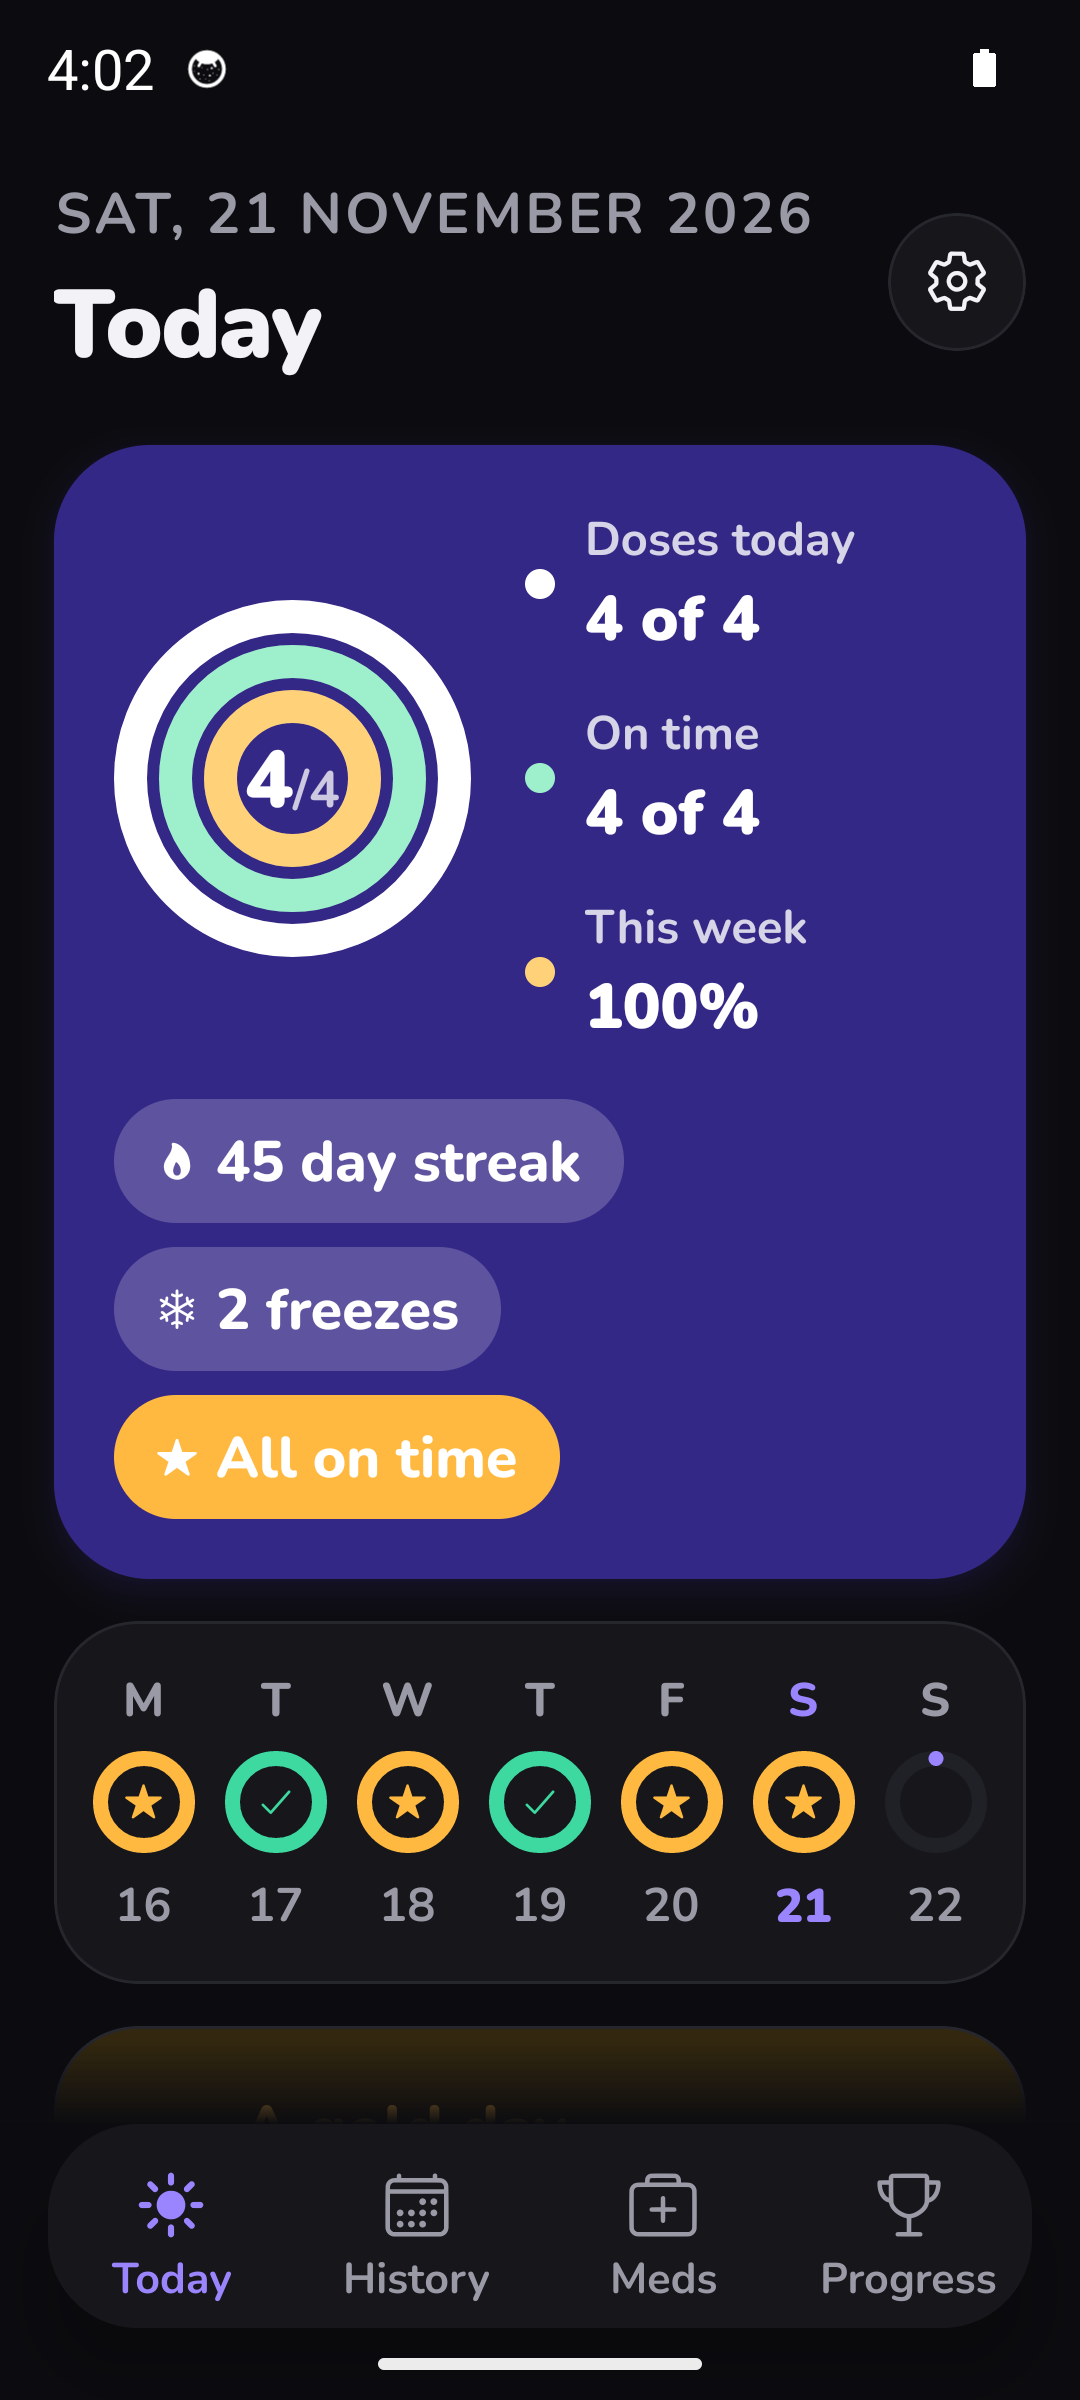 4:02
SAT, 21 NOVEMBER 2026
Today
Doses today
4 of 4
On time
4 of 4
This week
100%
4/4
45 day streak
2 freezes
All on time
M T W T F S S
16 17 18 19 20 21 22
A gold day
Today History Meds Progress